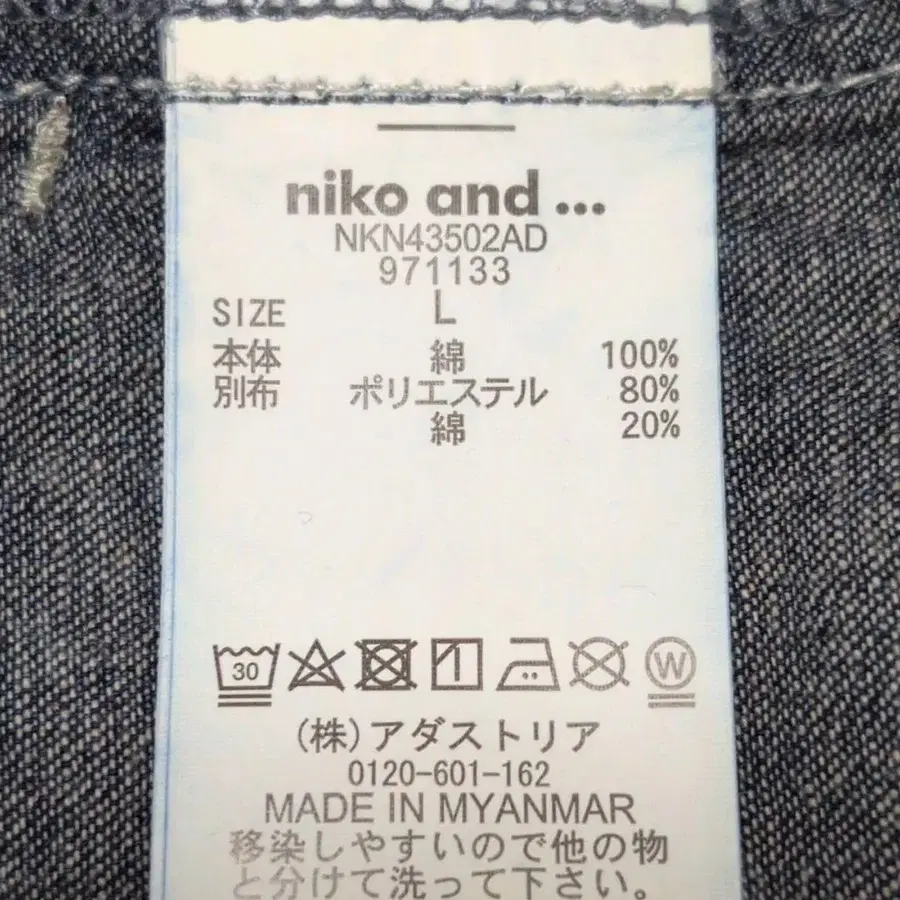 niko and ...
NKN43502AD
971133
SIZE L
本体 綿 100%
別布 ポリエステル 80%
綿 20%
30 W
(株)アダストリア
0120-601-162
MADE IN MYANMAR
移染しやすいので他の物
と分けて洗って下さい。